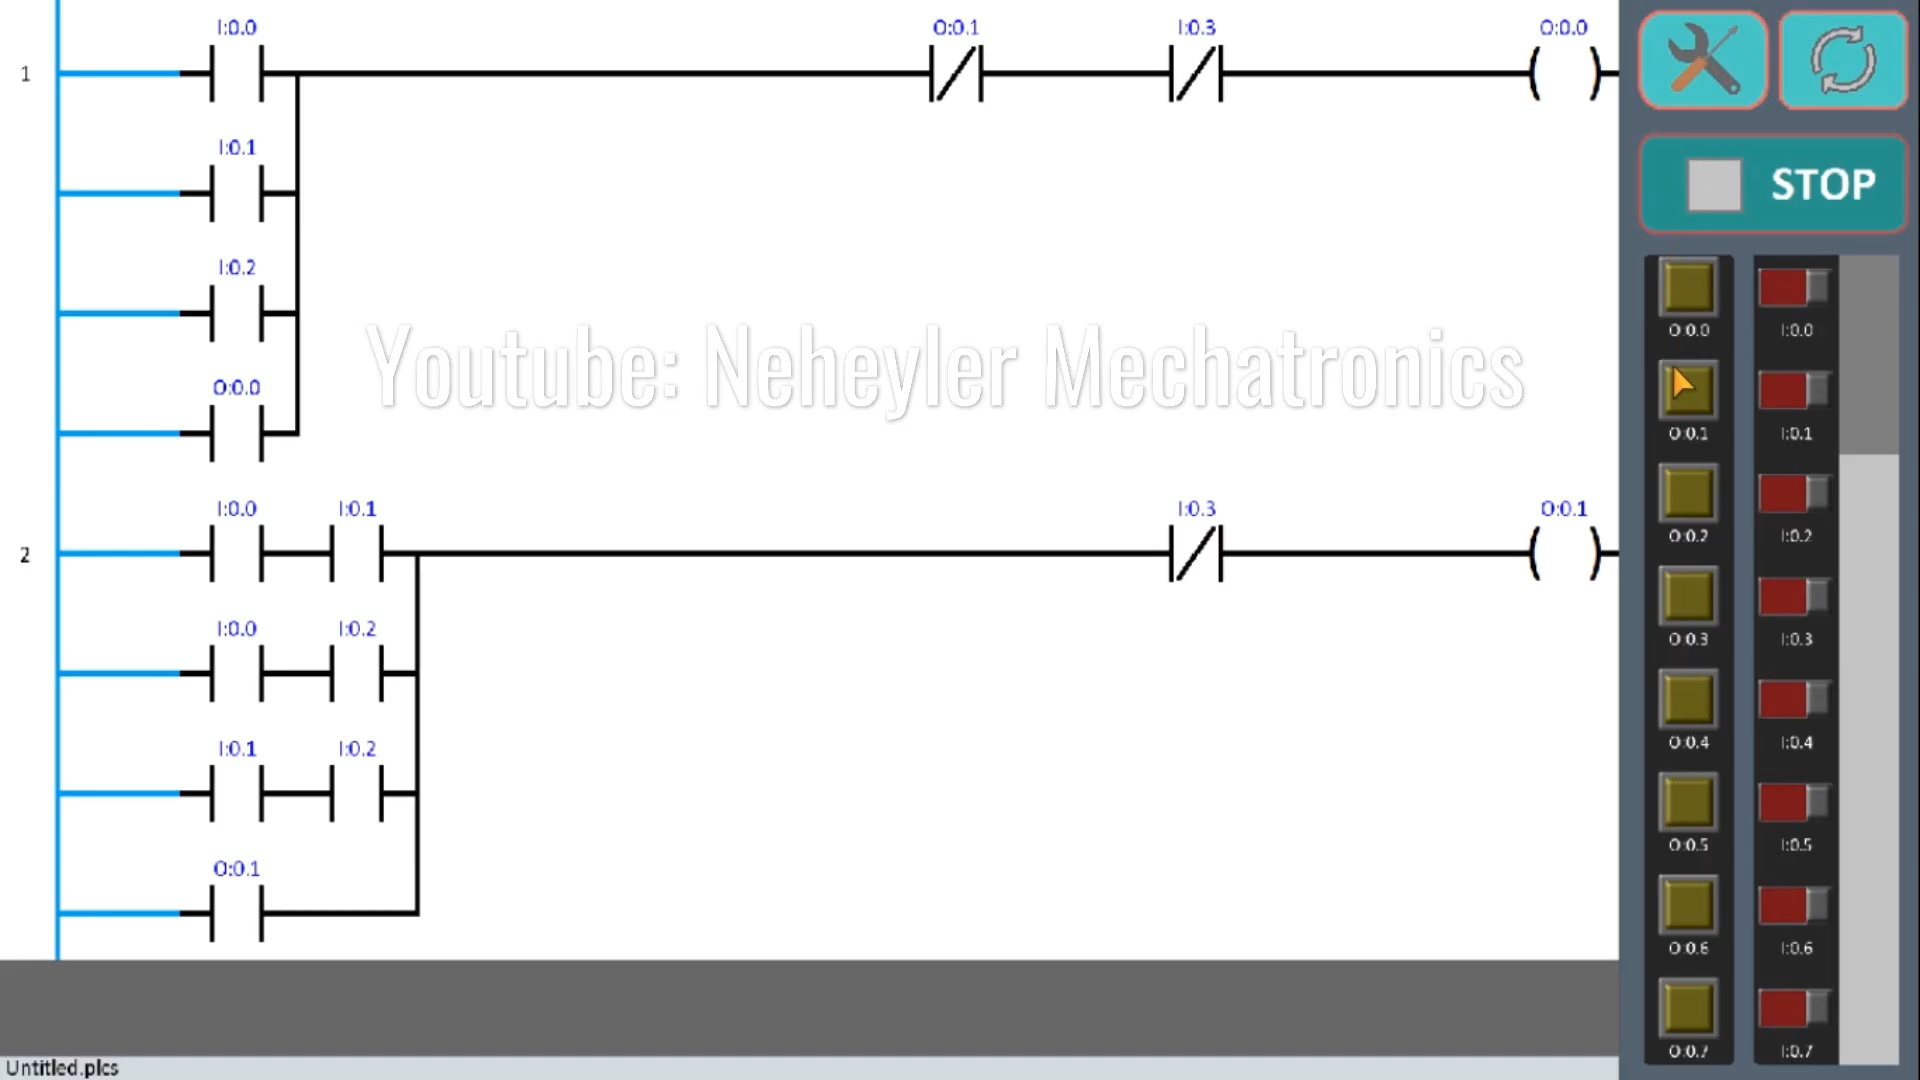 I:0.0 O:0.1 I:0.3 O:0.0
1
I:0.1
I:0.2
O:0.0
Youtube: Neheyler Mechatronics
I:0.0 I:0.1 I:0.3 O:0.1
2
I:0.0 I:0.2
I:0.1 I:0.2
O:0.1
Untitled.plcs
STOP
O:0.0 I:0.0
O:0.1 I:0.1
O:0.2 I:0.2
O:0.3 I:0.3
O:0.4 I:0.4
O:0.5 I:0.5
O:0.6 I:0.6
O:0.7 I:0.7